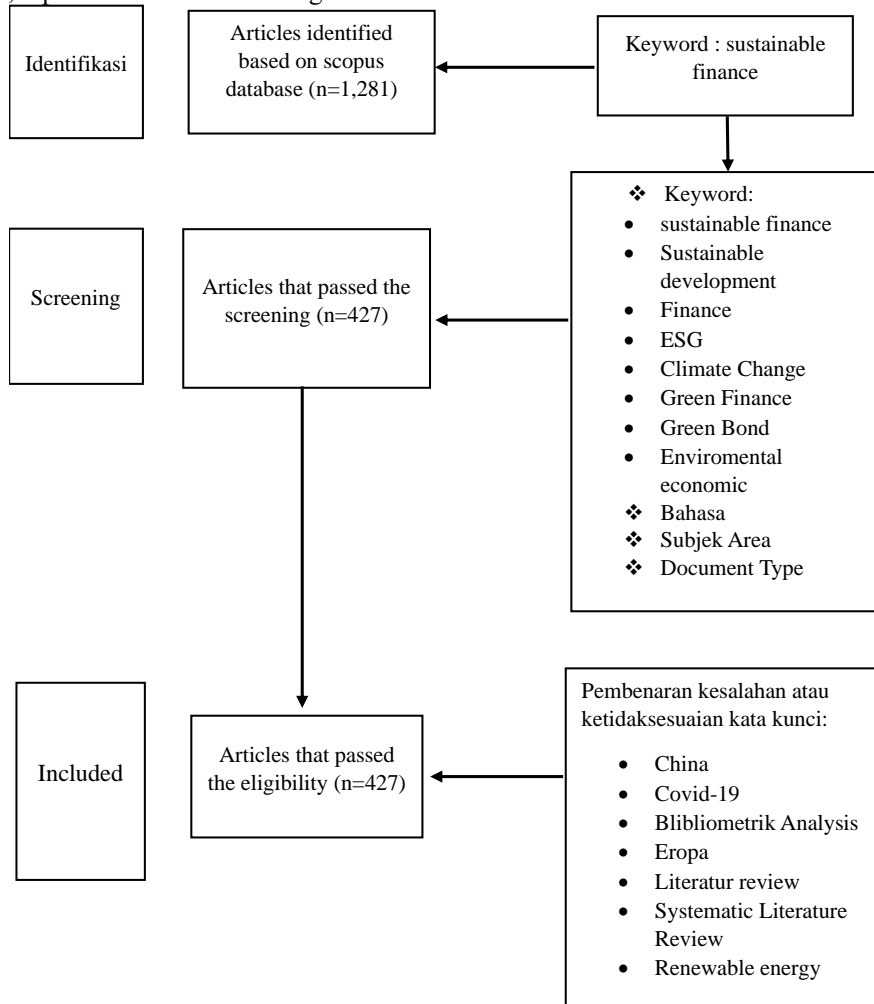 Identifikasi
Articles identified
based on scopus
database (n=1,281)
Keyword : sustainable
finance
Screening
Articles that passed the
screening (n=427)
❖ Keyword:
• sustainable finance
• Sustainable
development
• Finance
• ESG
• Climate Change
• Green Finance
• Green Bond
• Enviromental
economic
❖ Bahasa
❖ Subjek Area
❖ Document Type
Included
Articles that passed
the eligibility (n=427)
Pembenaran kesalahan atau
ketidaksesuaian kata kunci:
• China
• Covid-19
• Blibliometrik Analysis
• Eropa
• Literatur review
• Systematic Literature
Review
• Renewable energy